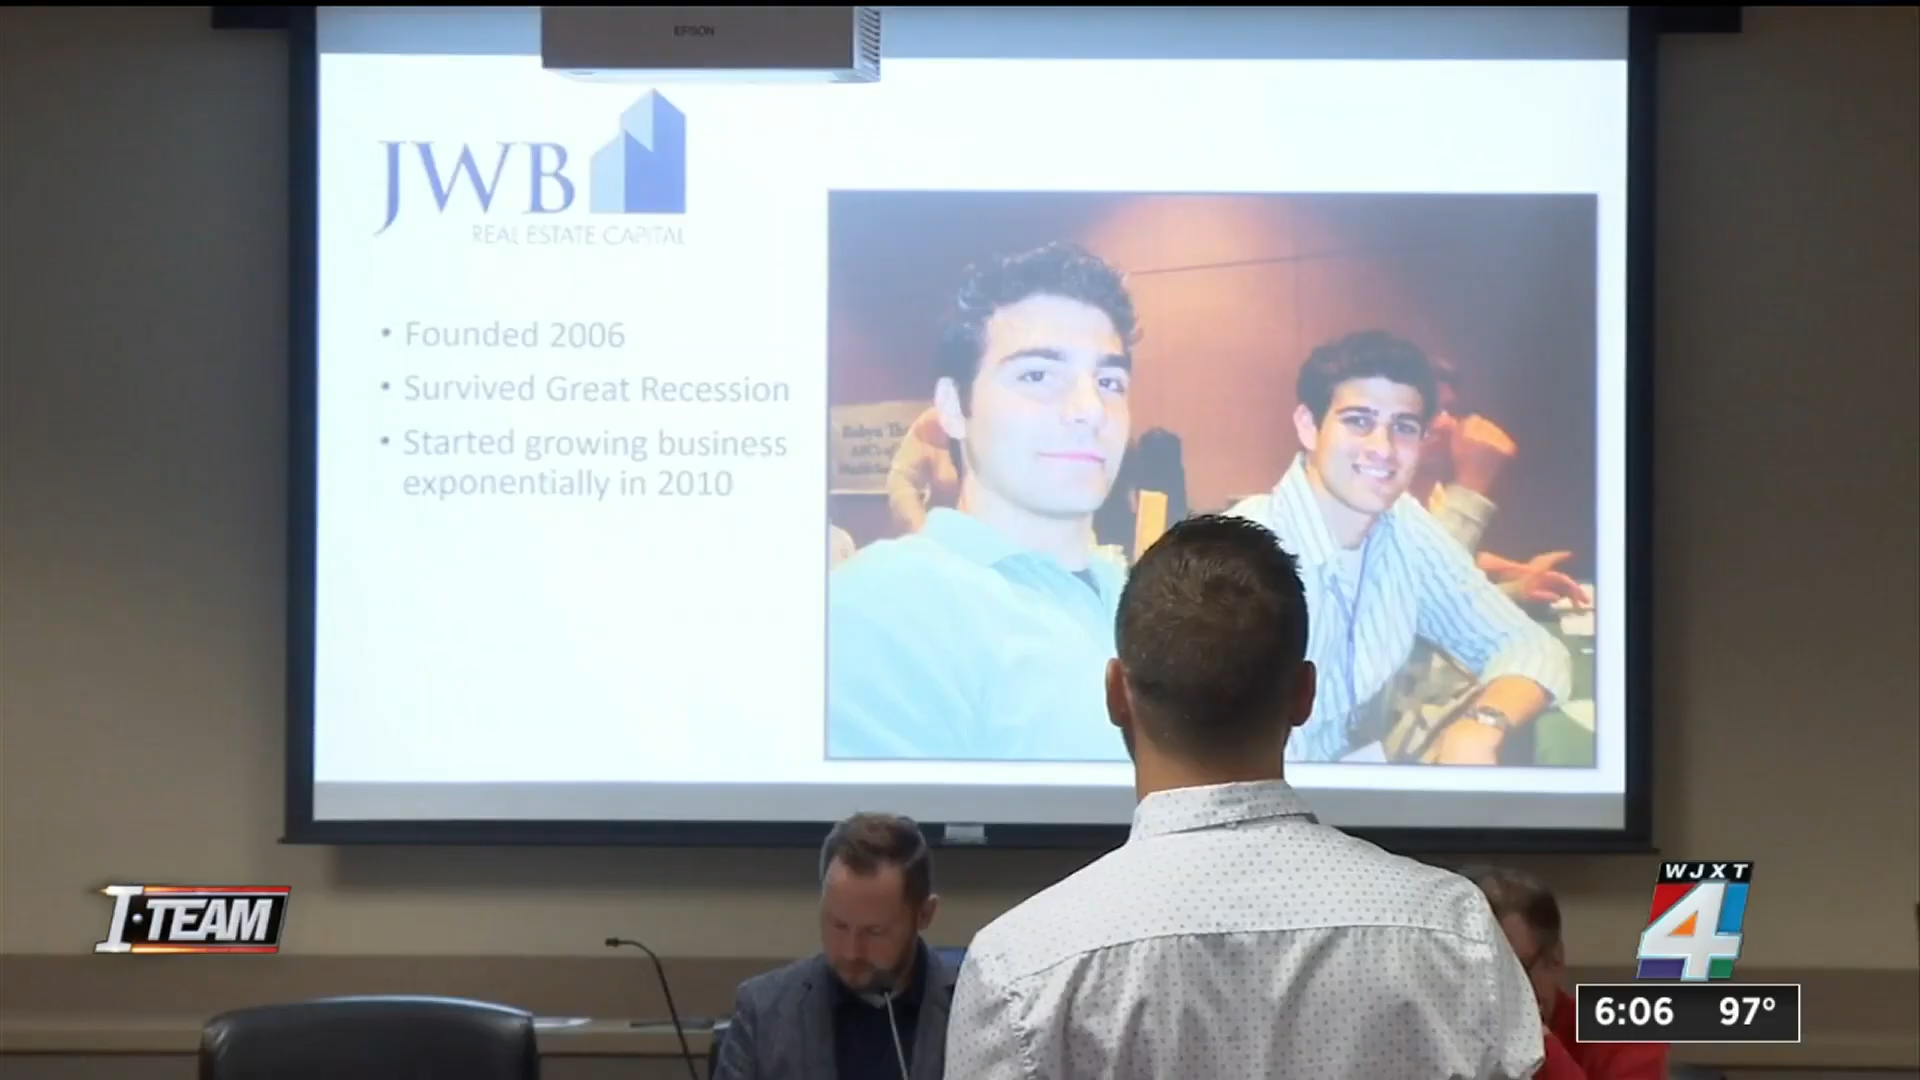 EPSON
JWB
REAL ESTATE CAPITAL
• Founded 2006
• Survived Great Recession
• Started growing business
exponentially in 2010
I-TEAM
WJXT
4
6:06 97°